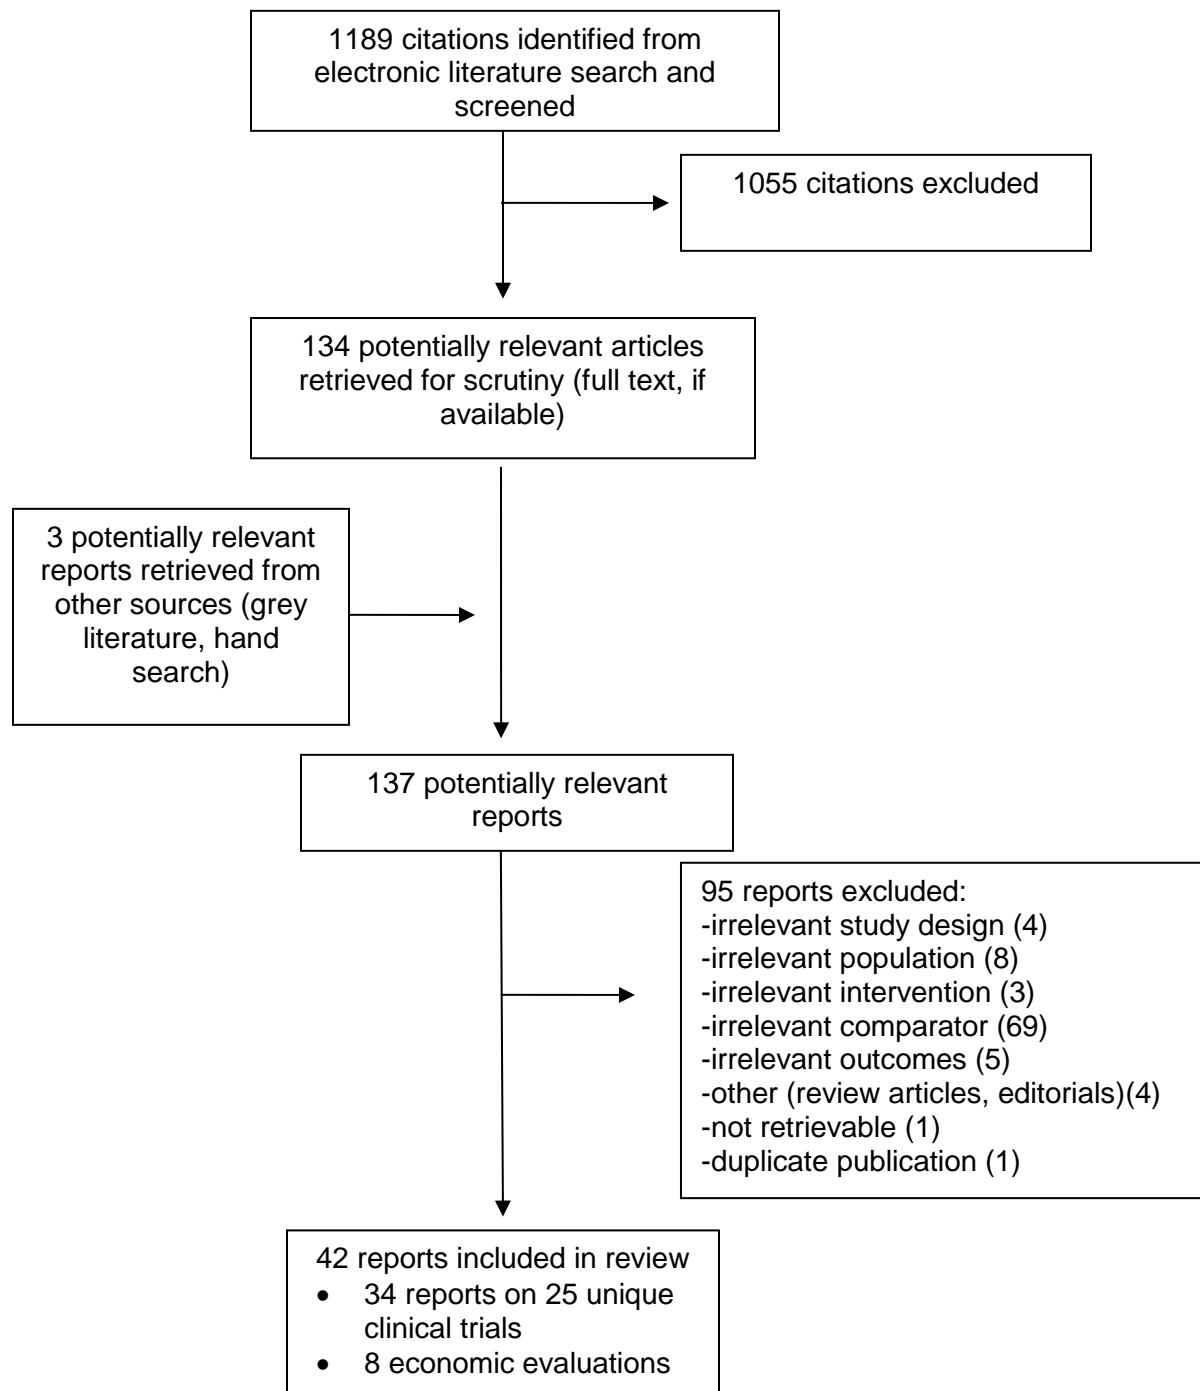 1189 citations identified from
electronic literature search and
screened
1055 citations excluded
134 potentially relevant articles
retrieved for scrutiny (full text, if
available)
3 potentially relevant
reports retrieved from
other sources (grey
literature, hand
search)
137 potentially relevant
reports
95 reports excluded:
-irrelevant study design (4)
-irrelevant population (8)
-irrelevant intervention (3)
-irrelevant comparator (69)
-irrelevant outcomes (5)
-other (review articles, editorials)(4)
-not retrievable (1)
-duplicate publication (1)
42 reports included in review
• 34 reports on 25 unique
clinical trials
• 8 economic evaluations